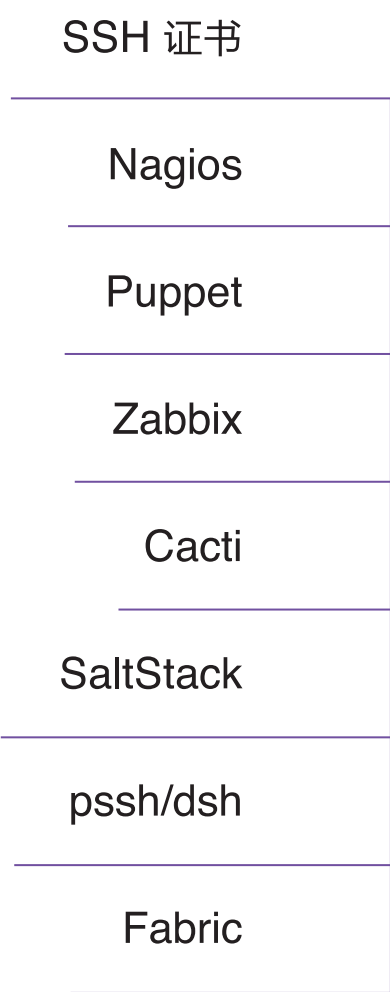 SSH 证书
Nagios
Puppet
Zabbix
Cacti
SaltStack
pssh/dsh
Fabric